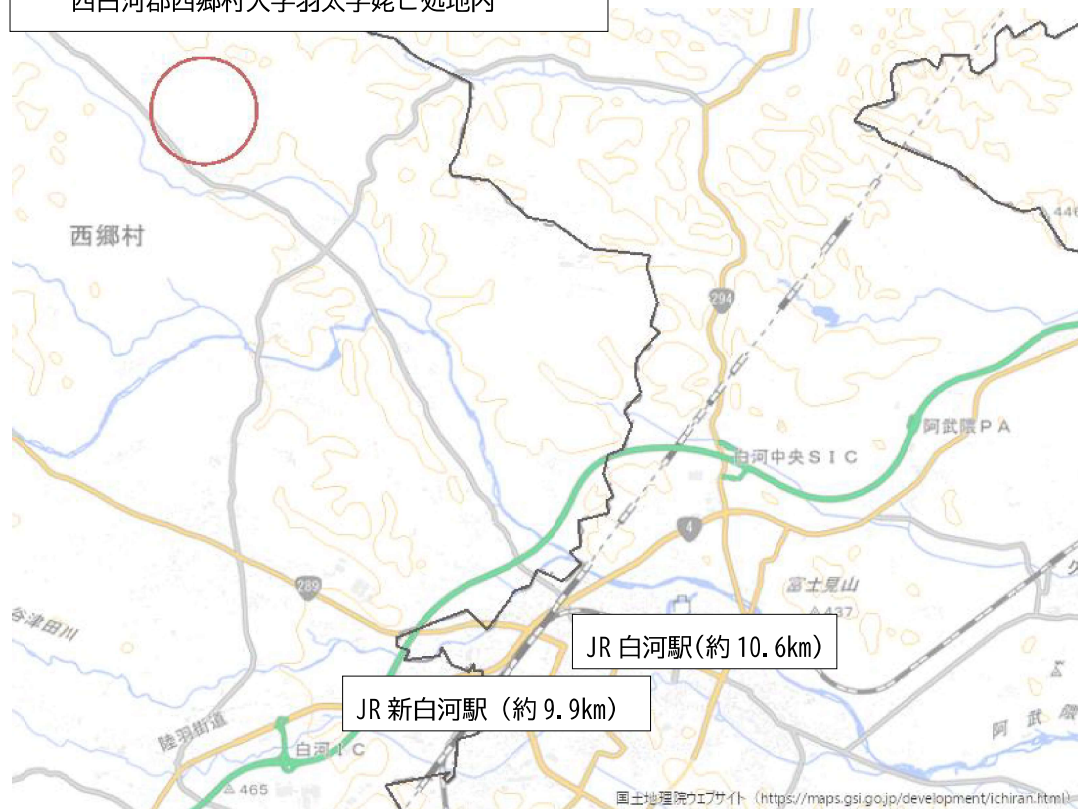 西白河郡西郷村大字羽太字姥ヒ処地内
446
西郷村
294
阿武隈PA
白河中央SIC
4
289
富士見山
437
谷津田川
JR 白河駅(約 10.6km)
JR 新白河駅（約 9.9km）
陸羽街道
白河IC
阿武隈
465
国土地理院ウェブサイト（https://maps.gsi.go.jp/development/ichiran.html）